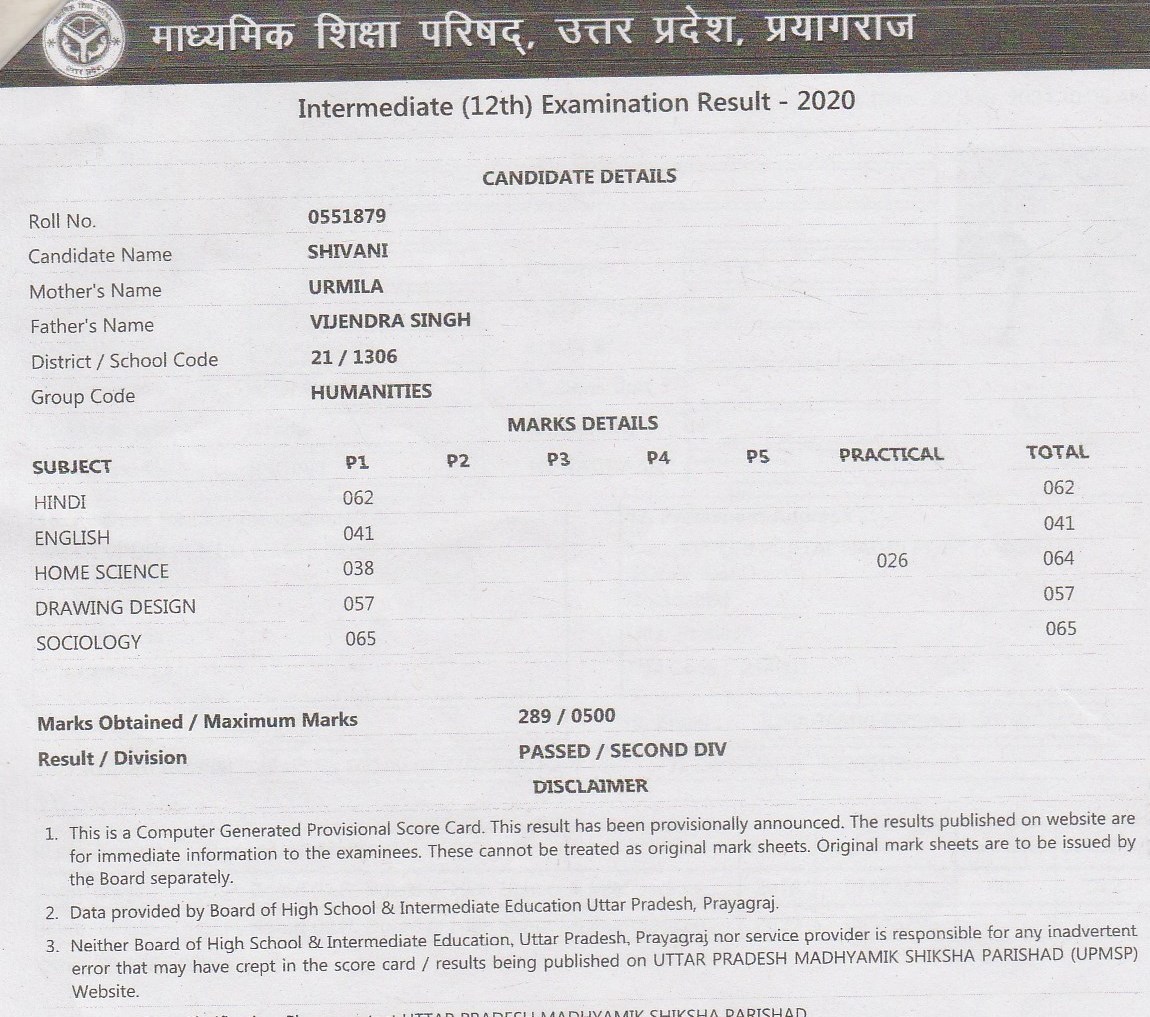 माध्यमिक शिक्षा परिषद्, उत्तर प्रदेश, प्रयागराज
Intermediate (12th) Examination Result - 2020
CANDIDATE DETAILS
Roll No. 0551879
Candidate Name SHIVANI
Mother's Name URMILA
Father's Name VIJENDRA SINGH
District / School Code 21 / 1306
Group Code HUMANITIES
MARKS DETAILS
SUBJECT P1 P2 P3 P4 P5 PRACTICAL TOTAL
HINDI 062 062
ENGLISH 041 041
HOME SCIENCE 038 026 064
DRAWING DESIGN 057 057
SOCIOLOGY 065 065
Marks Obtained / Maximum Marks 289 / 0500
Result / Division PASSED / SECOND DIV
DISCLAIMER
1. This is a Computer Generated Provisional Score Card. This result has been provisionally announced. The results published on website are
for immediate information to the examinees. These cannot be treated as original mark sheets. Original mark sheets are to be issued by
the Board separately.
2. Data provided by Board of High School & Intermediate Education Uttar Pradesh, Prayagraj.
3. Neither Board of High School & Intermediate Education, Uttar Pradesh, Prayagraj nor service provider is responsible for any inadvertent
error that may have crept in the score card / results being published on UTTAR PRADESH MADHYAMIK SHIKSHA PARISHAD (UPMSP)
Website.
UTTAR PRADESH MADHYAMIK SHIKSHA PARISHAD